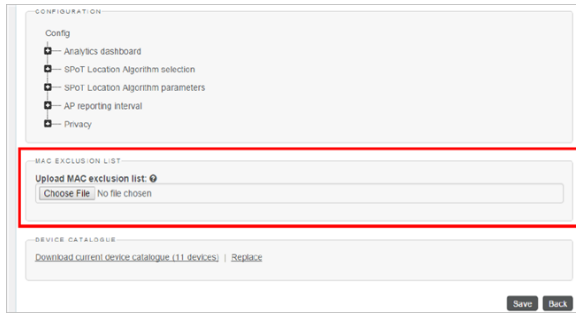 CONFIGURATION
Config
Analytics dashboard
SPoT Location Algorithm selection
SPoT Location Algorithm parameters
AP reporting interval
Privacy
MAC EXCLUSION LIST
Upload MAC exclusion list:
Choose File No file chosen
DEVICE CATALOGUE
Download current device catalogue (11 devices) | Replace
Save Back